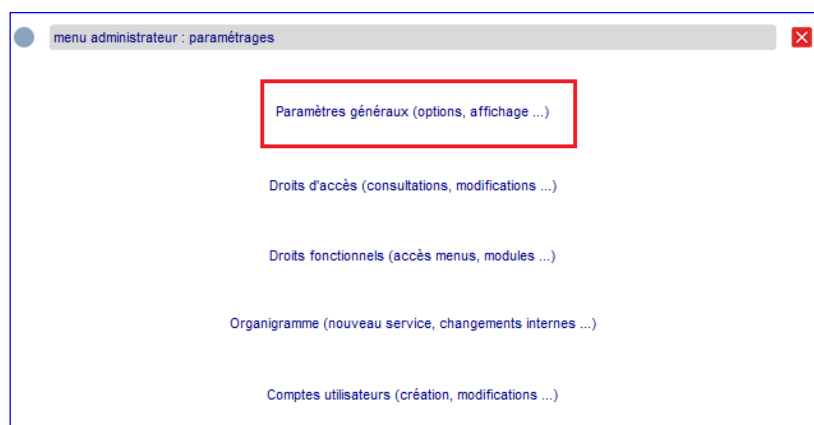 menu administrateur : paramétrages
Paramètres généraux (options, affichage ...)
Droits d'accès (consultations, modifications ...)
Droits fonctionnels (accès menus, modules ...)
Organigramme (nouveau service, changements internes ...)
Comptes utilisateurs (création, modifications ...)